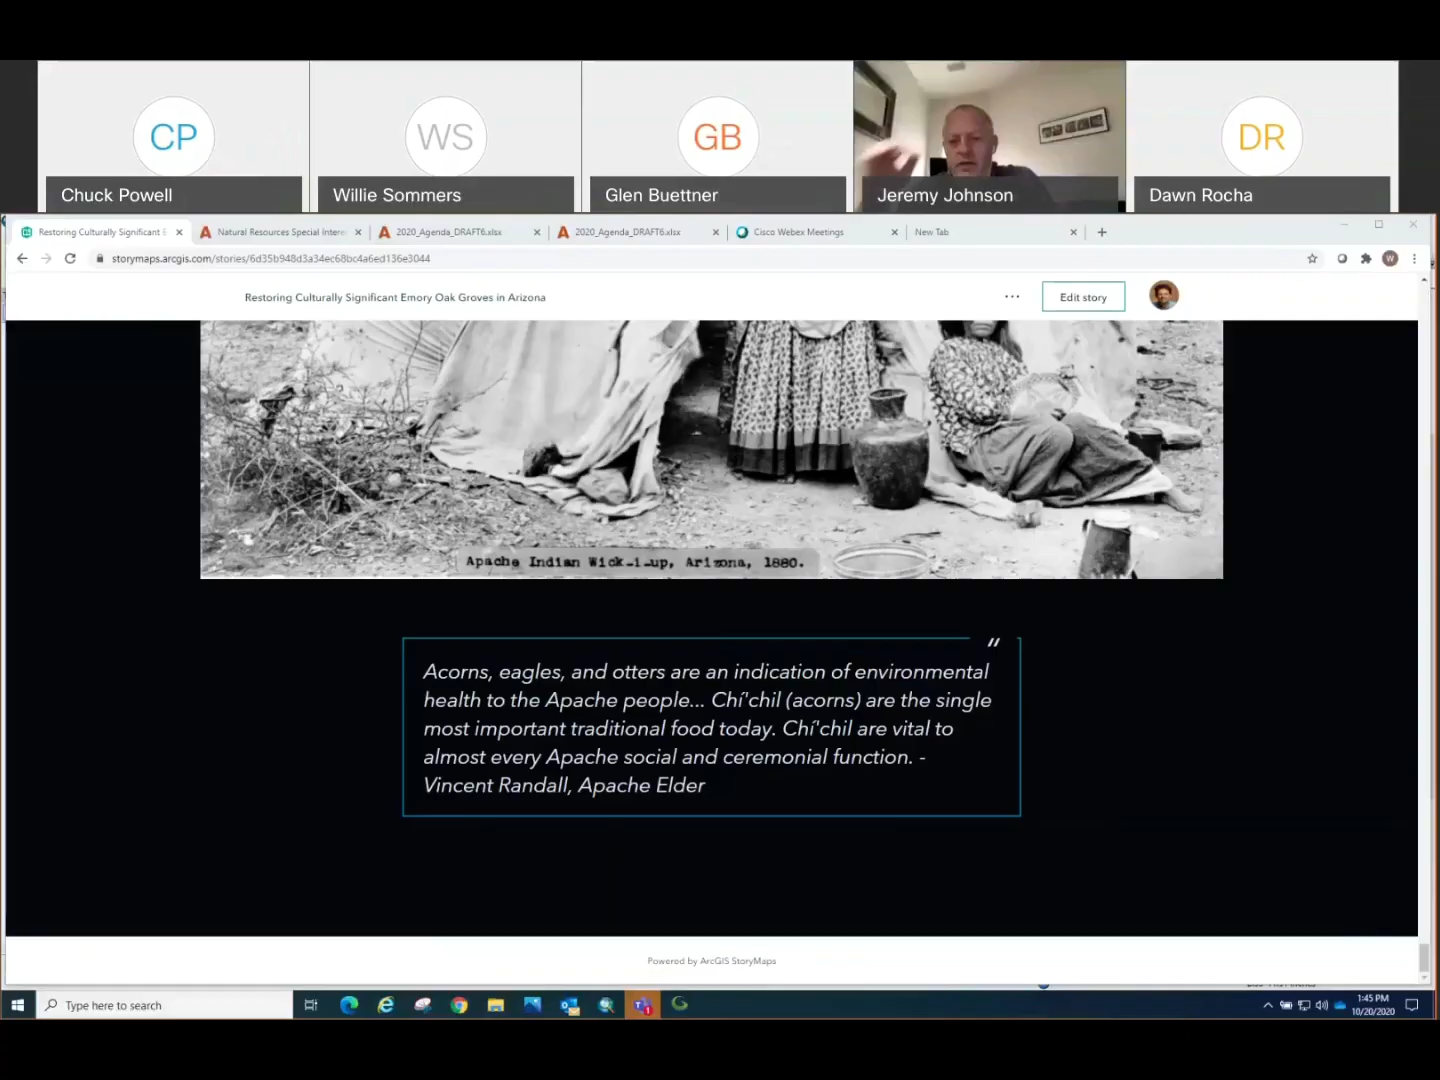 CP
WS
GB
DR
Chuck Powell
Willie Sommers
Glen Buettner
Jeremy Johnson
Dawn Rocha
Restoring Culturally Significant E
Natural Resources Special Intere
2020_Agenda_DRAFT6.xlsx
2020_Agenda_DRAFT6.xlsx
Cisco Webex Meetings
New Tab
storymaps.arcgis.com/stories/6d35b948d3a34ec68bc4a6ed136e3044
W
Restoring Culturally Significant Emory Oak Groves in Arizona
Edit story
Apache Indian Wick-i-up, Arizona, 1880.
"
Acorns, eagles, and otters are an indication of environmental
health to the Apache people... Chí'chil (acorns) are the single
most important traditional food today. Chí'chil are vital to
almost every Apache social and ceremonial function. -
Vincent Randall, Apache Elder
Powered by ArcGIS StoryMaps
Type here to search
1:45 PM
10/20/2020